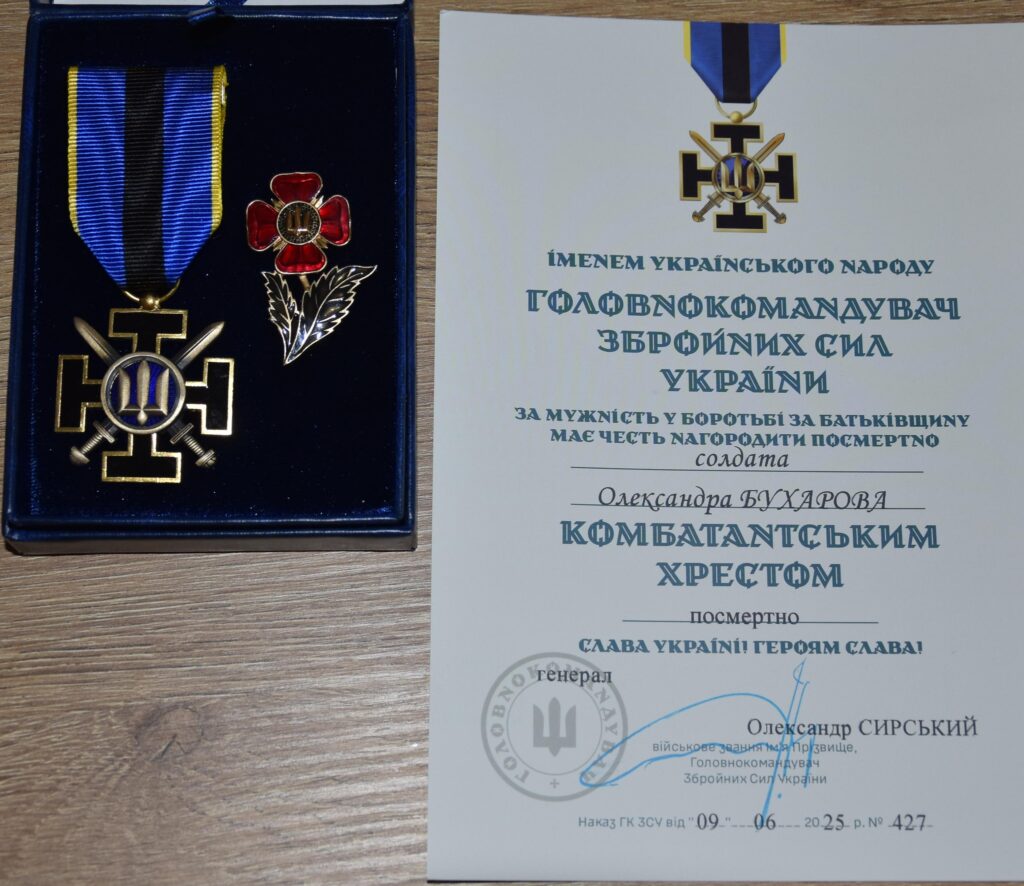 ІМЕНЕМ УКРАЇНСЬКОГО НАРОДУ
ГОЛОВНОКОМАНДУВАЧ
ЗБРОЙНИХ СИЛ
УКРАЇНИ
ЗА МУЖНІСТЬ У БОРОТЬБІ ЗА БАТЬКІВЩИНУ
МАЄ ЧЕСТЬ НАГОРОДИТИ ПОСМЕРТНО
солдата
Олександра БУХАРОВА
КОМБАТАНТСЬКИМ
ХРЕСТОМ
посмертно
СЛАВА УКРАЇНІ! ГЕРОЯМ СЛАВА!
генерал
ГОЛОВНОКОМАНДУВАЧ
Олександр СИРСЬКИЙ
військове звання ім'я Прізвище,
Головнокомандувач
Збройних Сил України
Наказ ГК ЗСУ від "09 " 06 2025 р. № 427